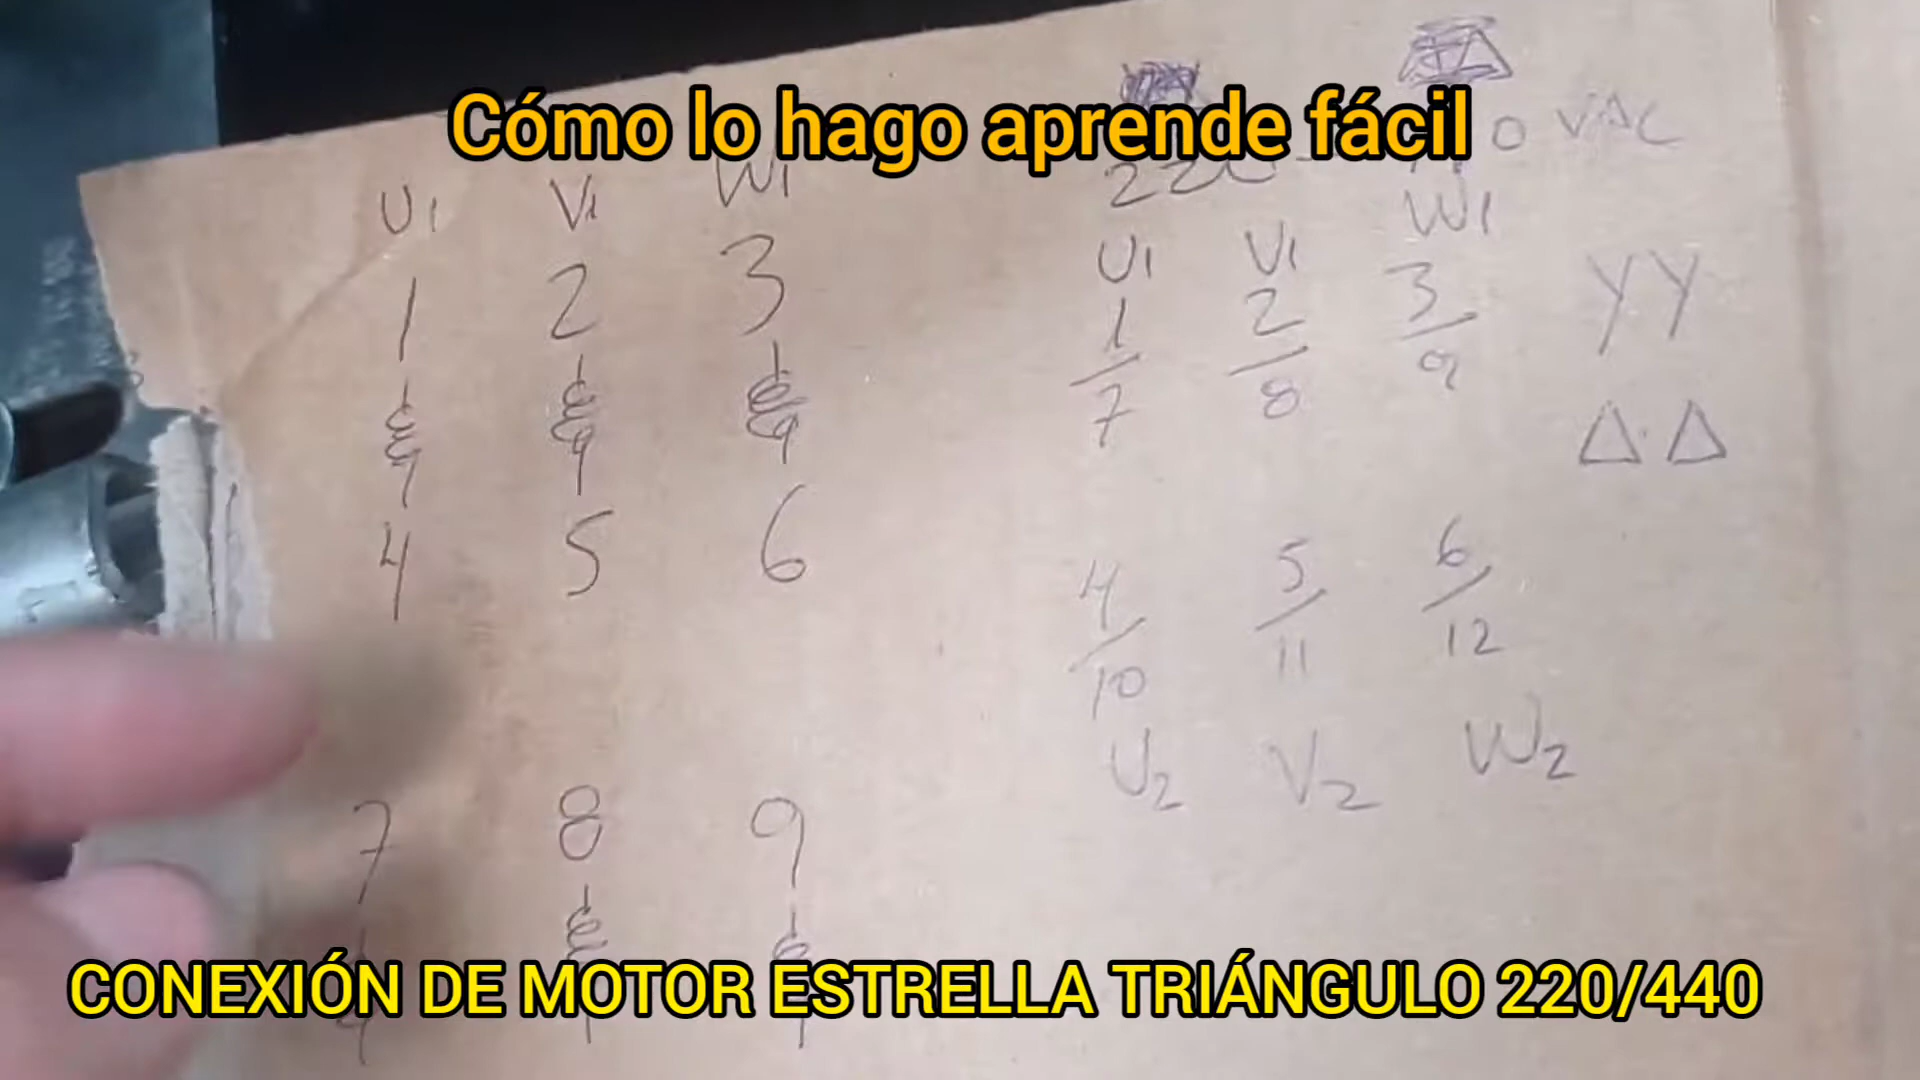 Cómo lo hago aprende fácil
VAC
U1 V1 W1
1 2 3
4 5 6
7 8 9
U1 V1 W1
1/7 2/8 3/9 YY
ΔΔ
4/10 5/11 6/12
U2 V2 W2
CONEXIÓN DE MOTOR ESTRELLA TRIÁNGULO 220/440